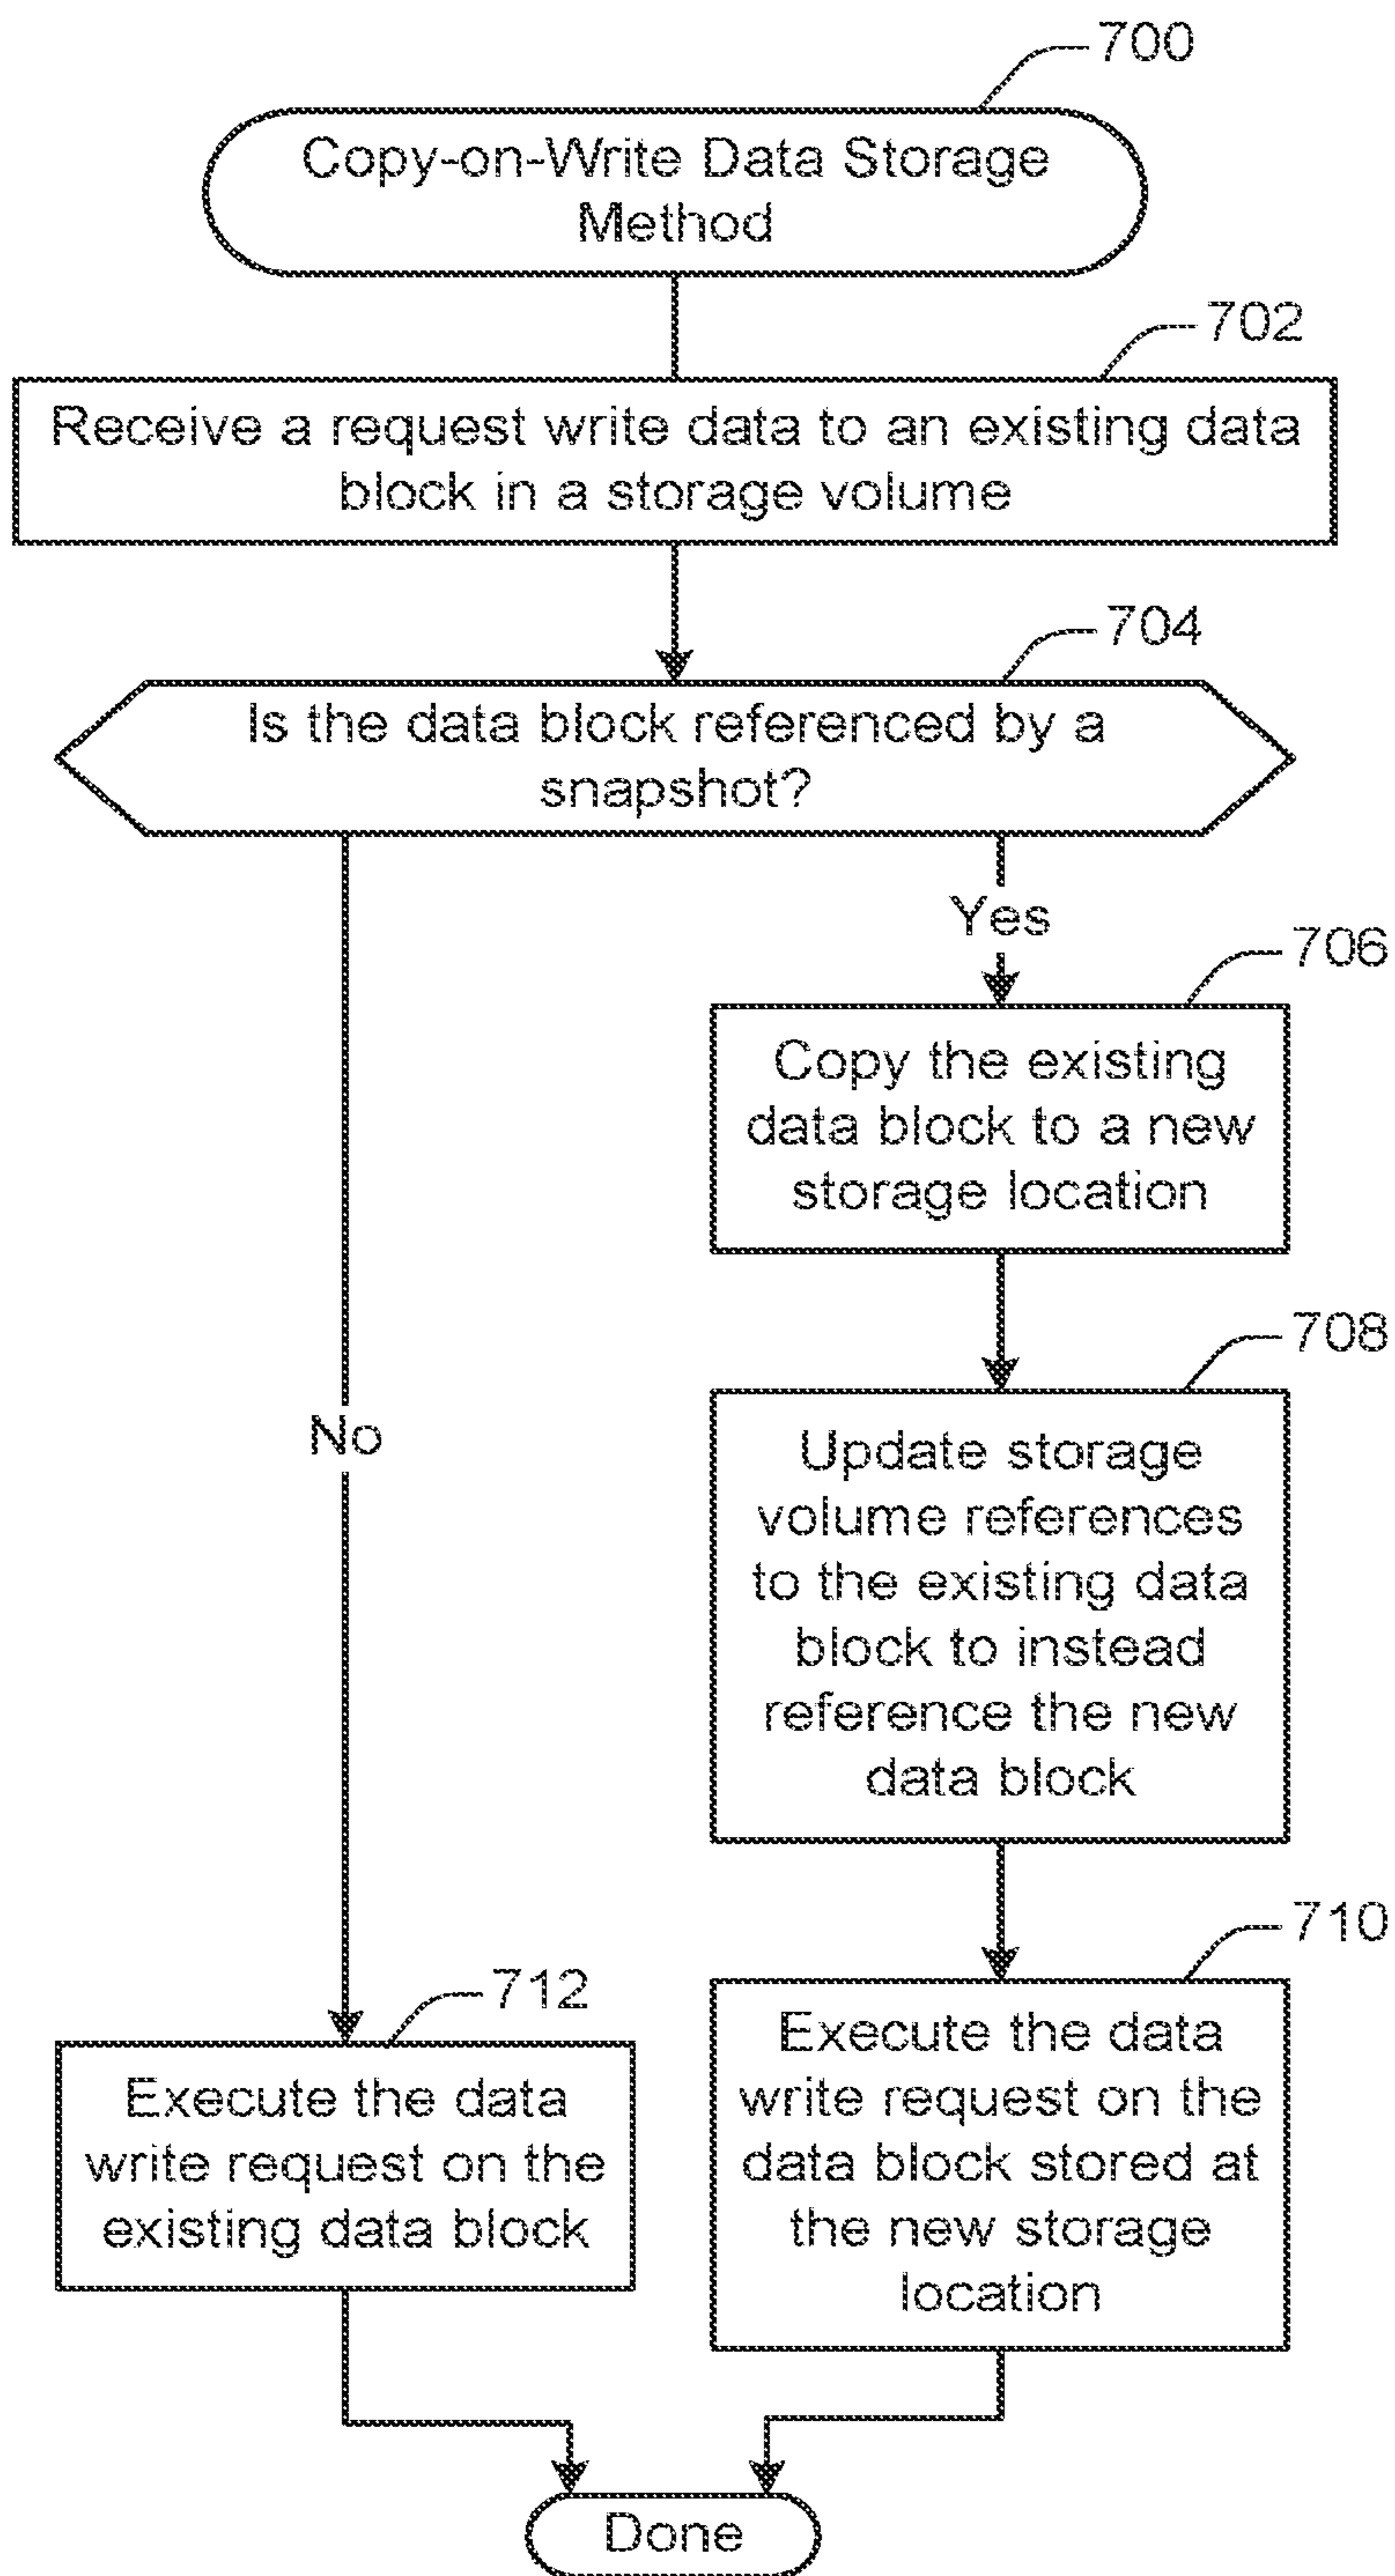 700
Copy-on-Write Data Storage
Method
702
Receive a request write data to an existing data
block in a storage volume
704
Is the data block referenced by a
snapshot?
Yes
706
Copy the existing
data block to a new
storage location
708
Update storage
volume references
to the existing data
block to instead
reference the new
data block
No
710
Execute the data
write request on the
data block stored at
the new storage
location
712
Execute the data
write request on the
existing data block
Done